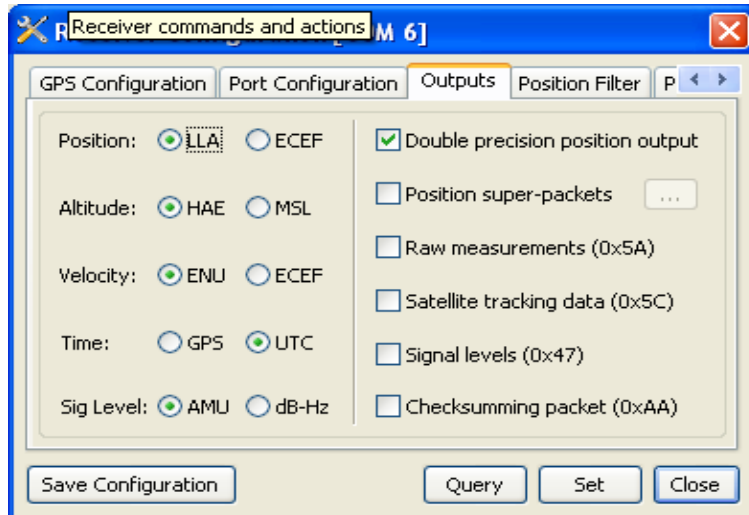 Receiver commands and actions
M 6]
GPS Configuration Port Configuration Outputs Position Filter P
Position: LLA ECEF Double precision position output
Altitude: HAE MSL Position super-packets ...
Velocity: ENU ECEF Raw measurements (0x5A)
Time: GPS UTC Satellite tracking data (0x5C)
Sig Level: AMU dB-Hz Signal levels (0x47)
Checksumming packet (0xAA)
Save Configuration Query Set Close